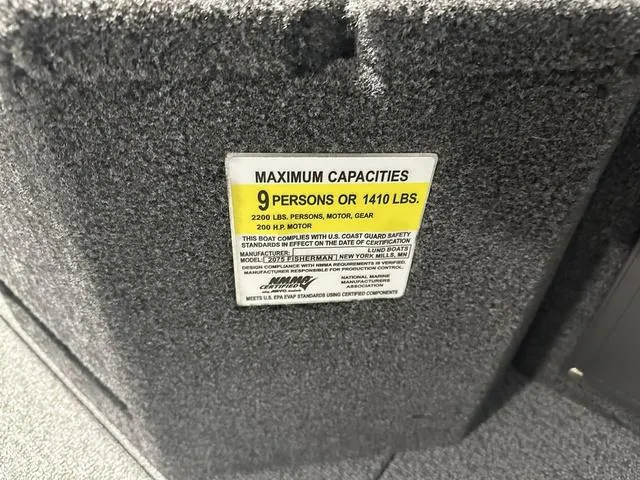 MAXIMUM CAPACITIES
9 PERSONS OR 1410 LBS.
2200 LBS. PERSONS, MOTOR, GEAR
200 H.P. MOTOR
THIS BOAT COMPLIES WITH U.S. COAST GUARD SAFETY
STANDARDS IN EFFECT ON THE DATE OF CERTIFICATION
MANUFACTURER: LUND BOATS
MODEL: 2075 FISHERMAN NEW YORK MILLS, MN
DESIGN COMPLIANCE WITH NMMA REQUIREMENTS IS VERIFIED.
MANUFACTURER RESPONSIBLE FOR PRODUCTION CONTROL.
NMMA
CERTIFIED
NATIONAL MARINE
MANUFACTURERS
ASSOCIATION
MEETS U.S. EPA EVAP STANDARDS USING CERTIFIED COMPONENTS